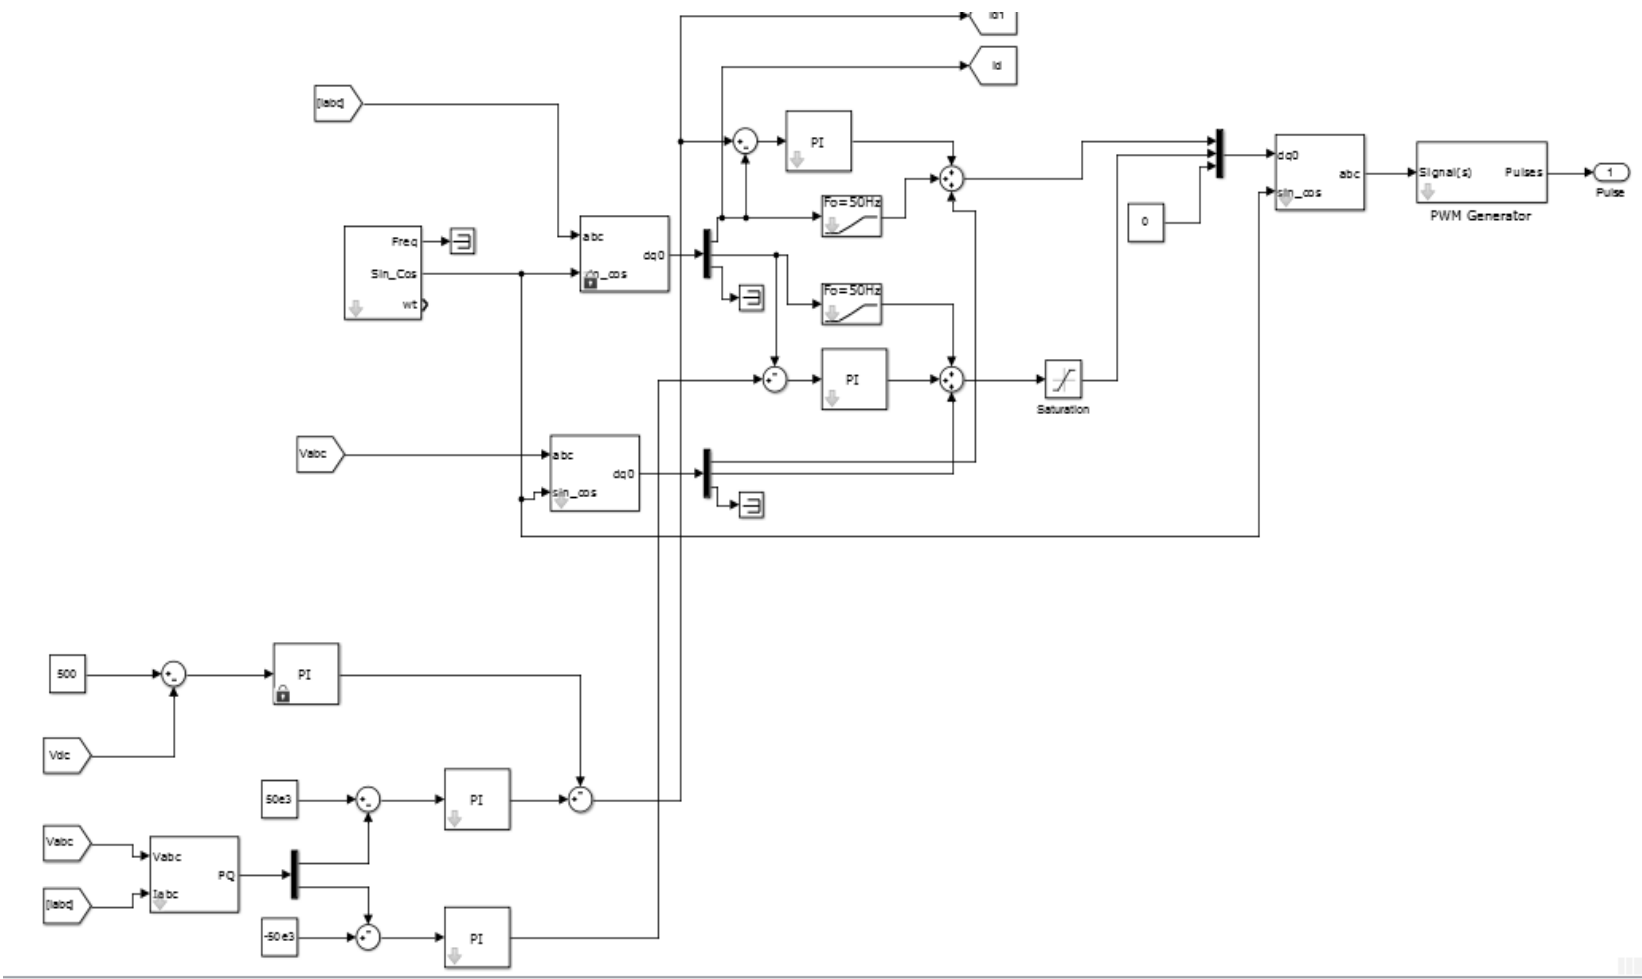 Id1
Id
[Iabc]
PI
Fo=50Hz
dq0
sin_cos
abc
Signal(s)
Pulses
PWM Generator
1
Pulse
0
Freq
Sin_Cos
wt
abc
dq0
in_cos
Fo=50Hz
PI
Saturation
Vabc
abc
dq0
sin_cos
500
PI
Vdc
50e3
PI
Vabc
[Iabc]
Vabc
Iabc
PQ
-50e3
PI